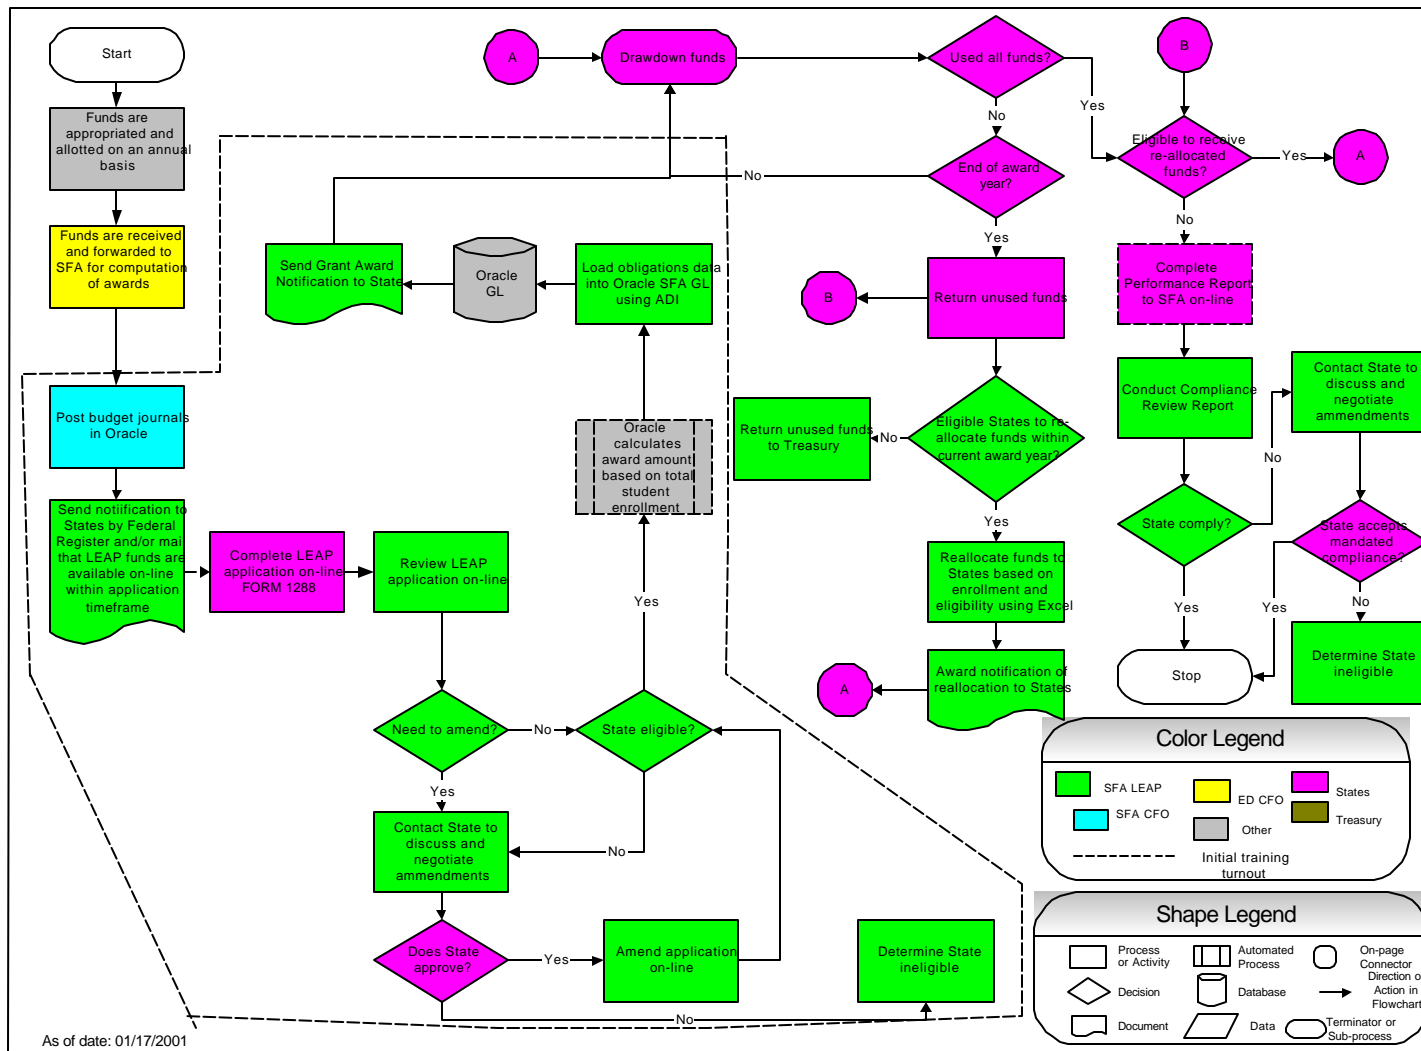 Start
Funds are
appropriated and
allotted on an annual
basis
Funds are received
and forwarded to
SFA for computation
of awards
Post budget journals
in Oracle
Send notiification to
States by Federal
Register and/or mail
that LEAP funds are
available on-line
within application
timeframe
Complete LEAP
application on-line
FORM 1288
Review LEAP
application on-line
Need to amend?
No
Yes
State eligible?
Yes
No
Contact State to
discuss and
negotiate
ammendments
Does State
approve?
Yes
No
Amend application
on-line
Determine State
ineligible
Oracle
calculates
award amount
based on total
student
enrollment
Load obligations data
into Oracle SFA GL
using ADI
Oracle
GL
Send Grant Award
Notification to State
A
Drawdown funds
Used all funds?
Yes
No
End of award
year?
No
Yes
Return unused funds
B
Eligible States to re-
allocate funds within
current award year?
No
Return unused funds
to Treasury
Yes
Reallocate funds to
States based on
enrollment and
eligibility using Excel
Award notification of
reallocation to States
A
B
Eligible to receive
re-allocated
funds?
Yes
A
No
Complete
Performance Report
to SFA on-line
Conduct Compliance
Review Report
State comply?
No
Yes
Contact State to
discuss and
negotiate
ammendments
State accepts
mandated
compliance?
Yes
No
Determine State
ineligible
Stop
Color Legend
SFA LEAP
ED CFO
States
SFA CFO
Other
Treasury
Initial training
turnout
Shape Legend
Process
or Activity
Automated
Process
On-page
Connector
Decision
Database
Direction o
Action in
Flowchart
Document
Data
Terminator or
Sub-process
As of date: 01/17/2001